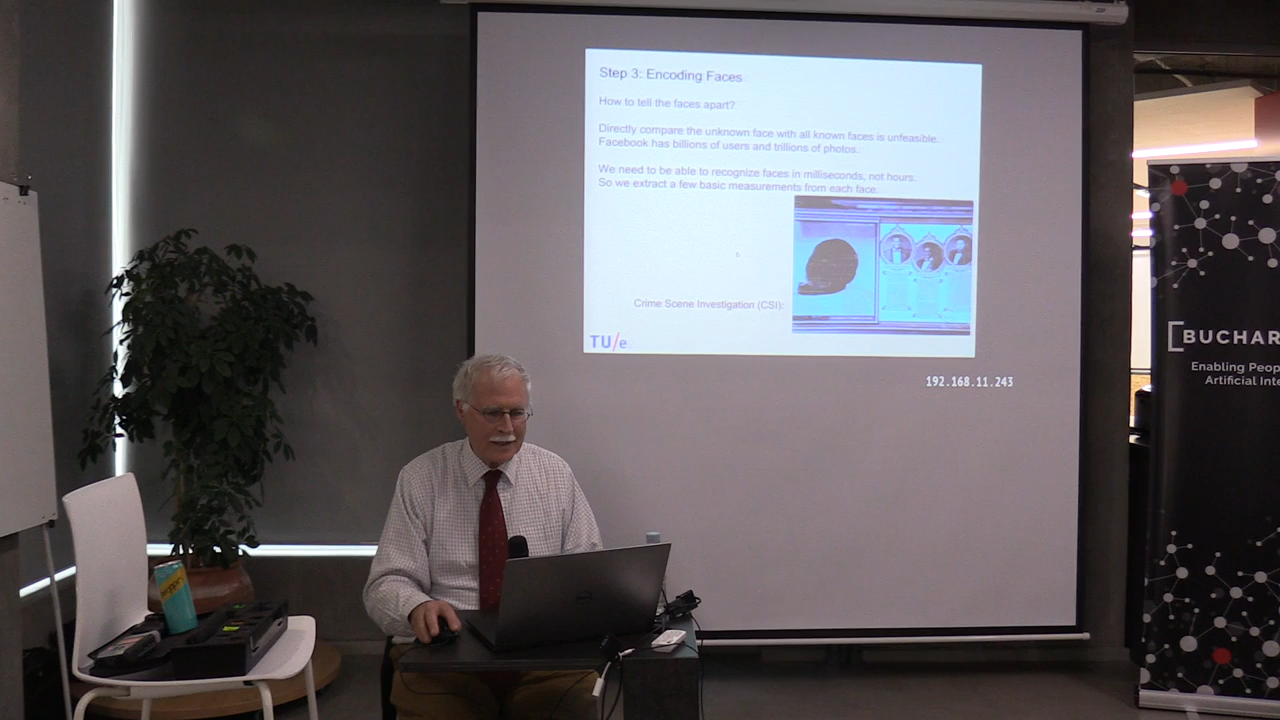 Step 3: Encoding Faces
How to tell the faces apart?
Directly compare the unknown face with all known faces is unfeasible.
Facebook has billions of users and trillions of photos.
We need to be able to recognize faces in milliseconds, not hours.
So we extract a few basic measurements from each face.
Crime Scene Investigation (CSI):
TU/e
192.168.11.243
[BUCHAR
Enabling Peop
Artificial Inte